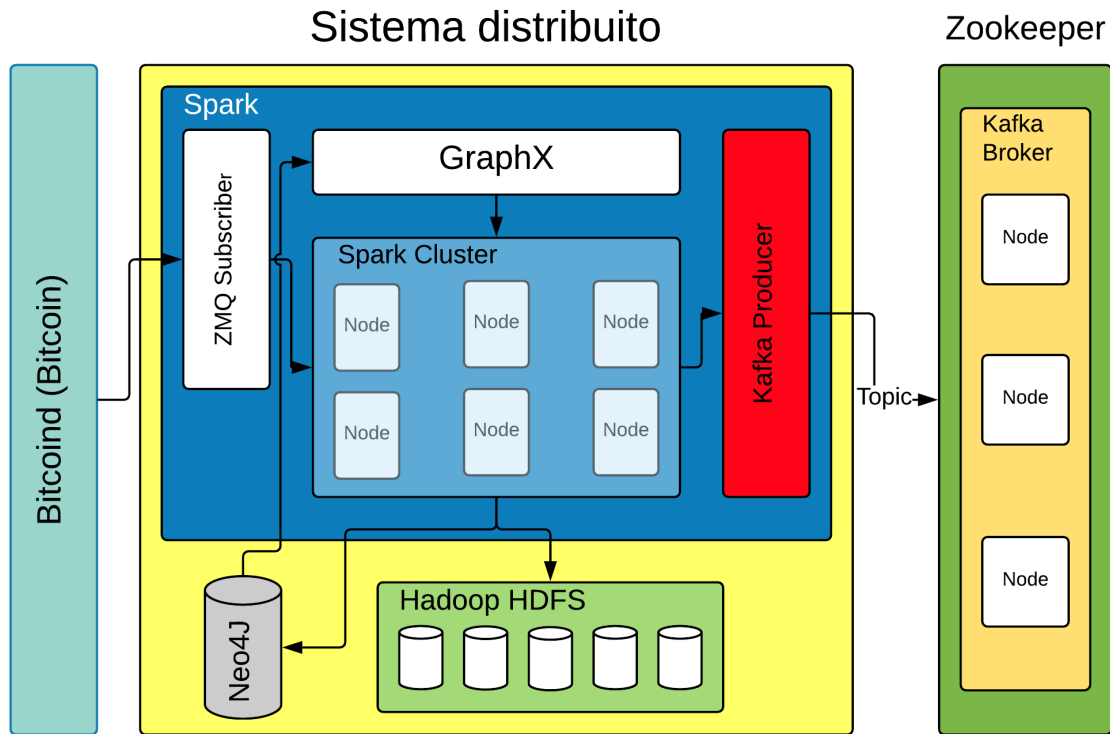 Sistema distribuito
Zookeeper
Bitcoind (Bitcoin)
Spark
ZMQ Subscriber
GraphX
Spark Cluster
Node
Node
Node
Node
Node
Node
Kafka Producer
Topic
Kafka
Broker
Node
Node
Node
Neo4J
Hadoop HDFS